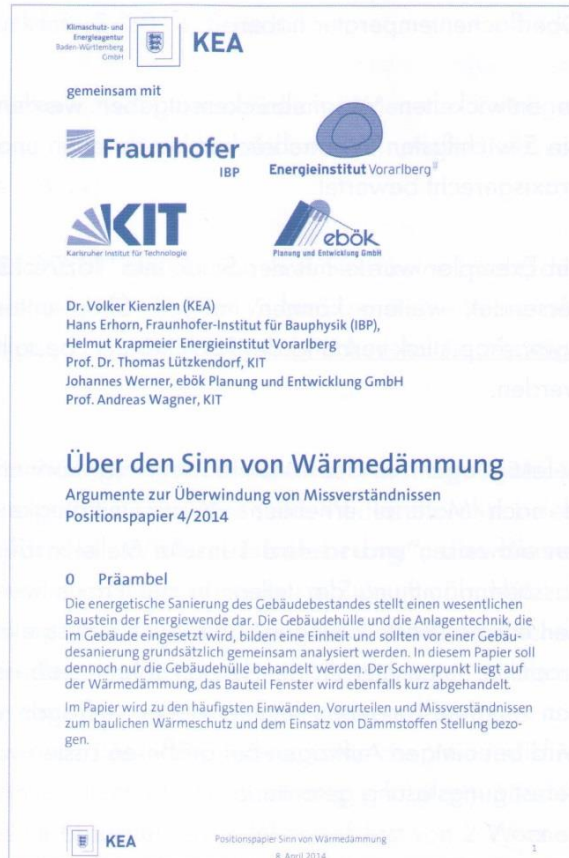 Klimaschutz- und
Energieagentur
Baden-Württemberg
GmbH
KEA
gemeinsam mit
Fraunhofer
IBP
Energieinstitut Vorarlberg
KIT
Karlsruher Institut für Technologie
ebök
Planung und Entwicklung GmbH
Dr. Volker Kienzlen (KEA)
Hans Erhorn, Fraunhofer-Institut für Bauphysik (IBP),
Helmut Krapmeier Energieinstitut Vorarlberg
Prof. Dr. Thomas Lützkendorf, KIT
Johannes Werner, ebök Planung und Entwicklung GmbH
Prof. Andreas Wagner, KIT
Über den Sinn von Wärmedämmung
Argumente zur Überwindung von Missverständnissen
Positionspapier 4/2014
0 Präambel
Die energetische Sanierung des Gebäudebestandes stellt einen wesentlichen
Baustein der Energiewende dar. Die Gebäudehülle und die Anlagentechnik, die
im Gebäude eingesetzt wird, bilden eine Einheit und sollten vor einer Gebäu-
desanierung grundsätzlich gemeinsam analysiert werden. In diesem Papier soll
dennoch nur die Gebäudehülle behandelt werden. Der Schwerpunkt liegt auf
der Wärmedämmung, das Bauteil Fenster wird ebenfalls kurz abgehandelt.
Im Papier wird zu den häufigsten Einwänden, Vorurteilen und Missverständnissen
zum baulichen Wärmeschutz und dem Einsatz von Dämmstoffen Stellung bezo-
gen.
KEA
Positionspapier Sinn von Wärmedämmung
8. April 2014
1